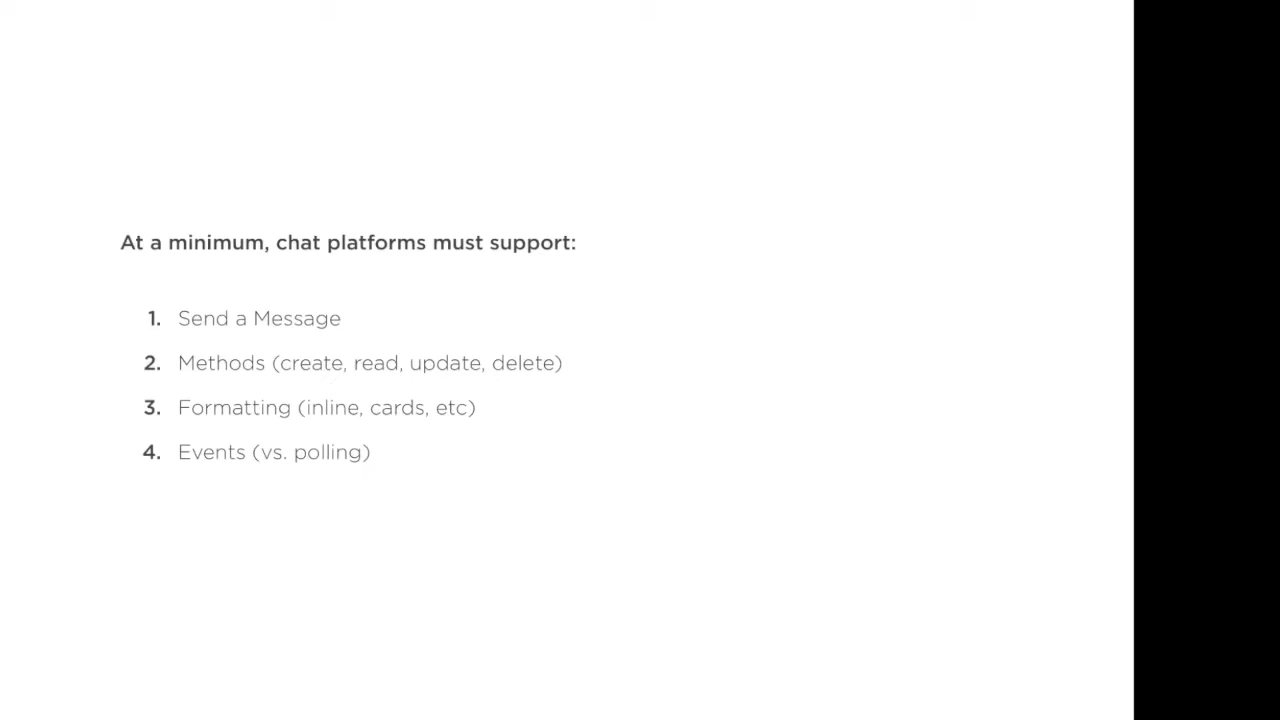 At a minimum, chat platforms must support:
1. Send a Message
2. Methods (create, read, update, delete)
3. Formatting (inline, cards, etc)
4. Events (vs. polling)